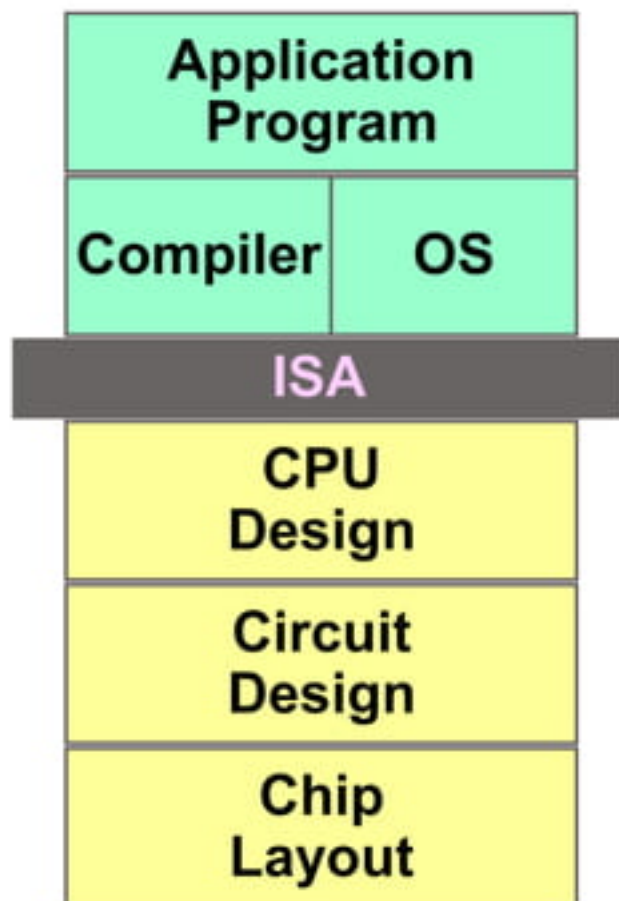 Application
Program
Compiler OS
ISA
CPU
Design
Circuit
Design
Chip
Layout